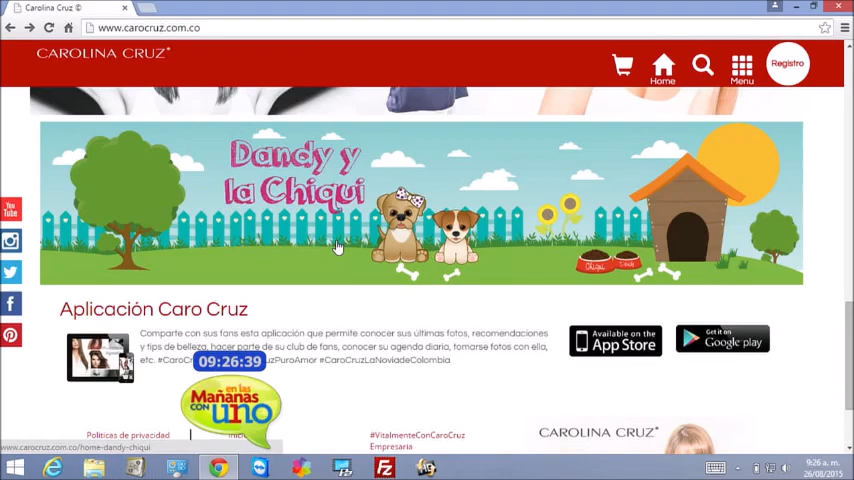 Carolina Cruz ©
www.carocruz.com.co
CAROLINA CRUZ*
Home
Menu
Registro
You
Tube
Dandy y
la Chiqui
Chiqui
Aplicación Caro Cruz
Comparte con sus fans esta aplicación que permite conocer sus últimas fotos, recomendaciones
y tips de belleza, hacer parte de su club de fans, conocer su agenda diaria, tomarse fotos con ella,
etc. #CaroCr uzPuroAmor #CaroCruzLaNoviadeColombia
Available on the
App Store
Get it on
Google play
09:26:39
en las
Mañanas
CON uno
Políticas de privacidad
#VitalmenteConCaroCruz
Empresaria
CAROLINA CRUZ*
www.carocruz.com.co/home-dandy-chiqui
9:26 a. m.
26/08/2015